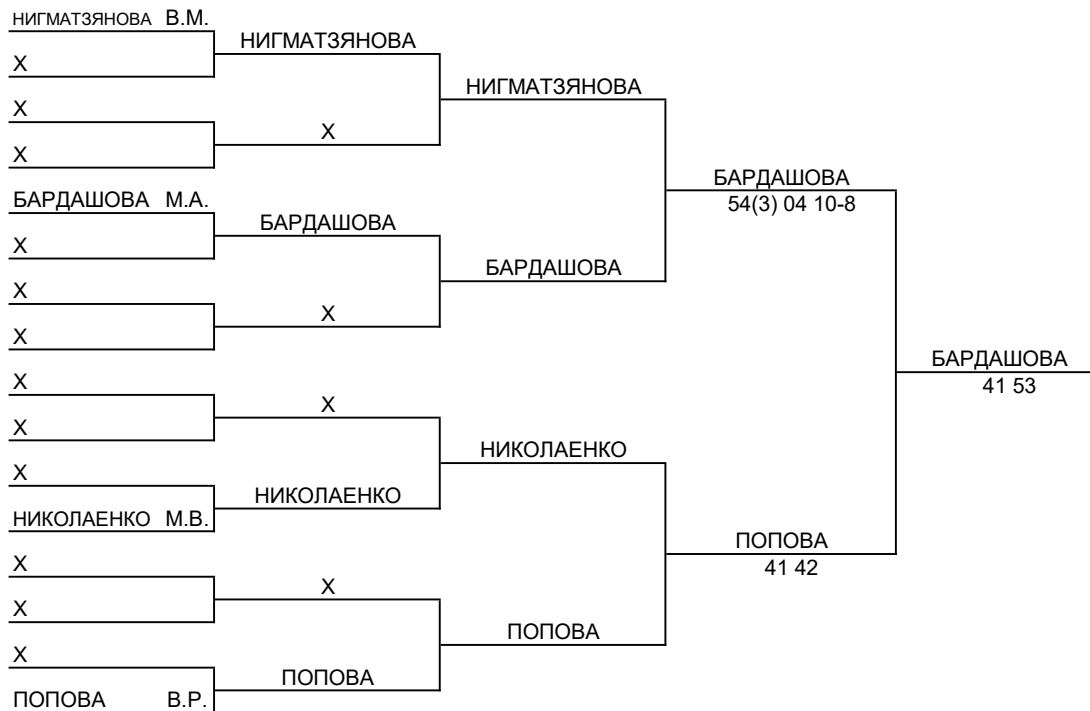 НИГМАТЗЯНОВА В.М.
НИГМАТЗЯНОВА
X
НИГМАТЗЯНОВА
X
X
X
БАРДАШОВА
54(3) 04 10-8
БАРДАШОВА М.А.
БАРДАШОВА
X
БАРДАШОВА
X
X
X
БАРДАШОВА
41 53
X
X
X
НИКОЛАЕНКО
X
НИКОЛАЕНКО
НИКОЛАЕНКО М.В.
ПОПОВА
41 42
X
X
X
ПОПОВА
X
ПОПОВА
ПОПОВА В.Р.